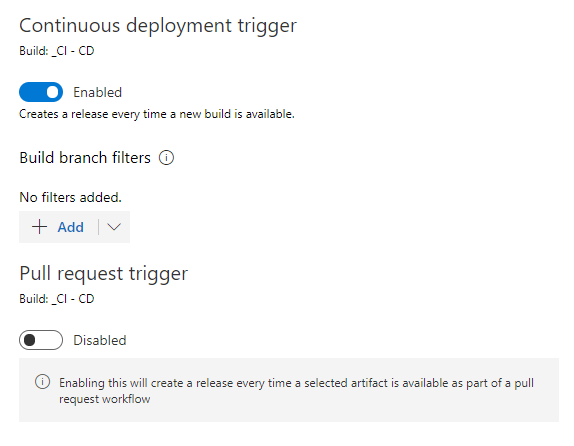 Continuous deployment trigger
Build: _CI - CD
Enabled
Creates a release every time a new build is available.
Build branch filters
No filters added.
Add
Pull request trigger
Build: _CI - CD
Disabled
Enabling this will create a release every time a selected artifact is available as part of a pull
request workflow